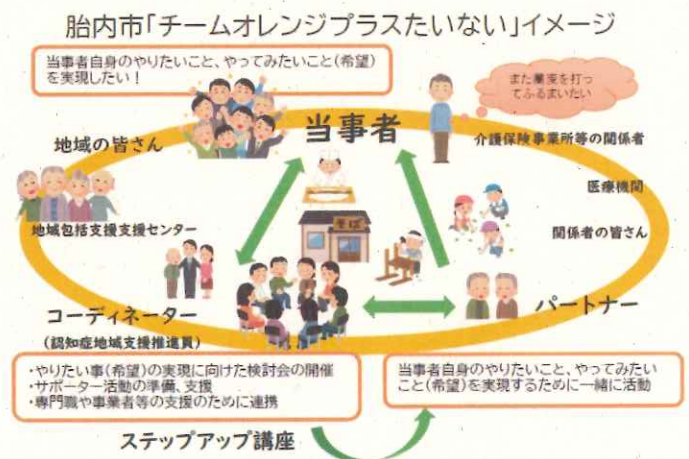 胎内市「チームオレンジプラスたいない」イメージ
当事者自身のやりたいこと、やってみたいこと(希望)
を実現したい！
また蕎麦を打っ
てふるまいたい
当事者
地域の皆さん
介護保険事業所等の関係者
医療機関
地域包括支援支援センター
関係者の皆さん
そば
コーディネーター
(認知症地域支援推進員)
パートナー
・やりたい事(希望)の実現に向けた検討会の開催
・サポーター活動の準備、支援
・専門職や事業者等の支援のために連携
当事者自身のやりたいこと、やってみたい
こと(希望)を実現するために一緒に活動
ステップアップ講座